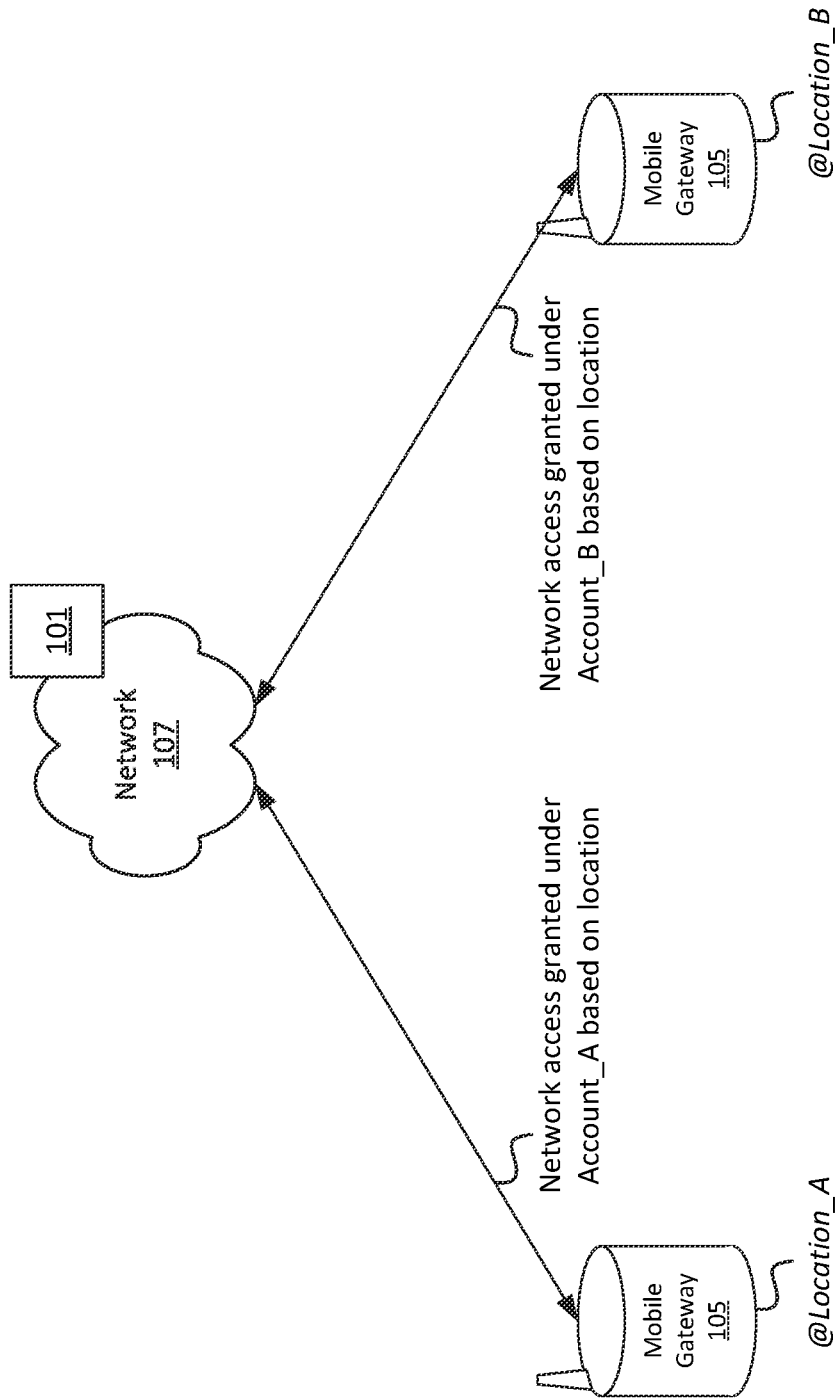 101
Network
107
Network access granted under
Account_A based on location
Network access granted under
Account_B based on location
Mobile
Gateway
105
@Location_A
Mobile
Gateway
105
@Location_B